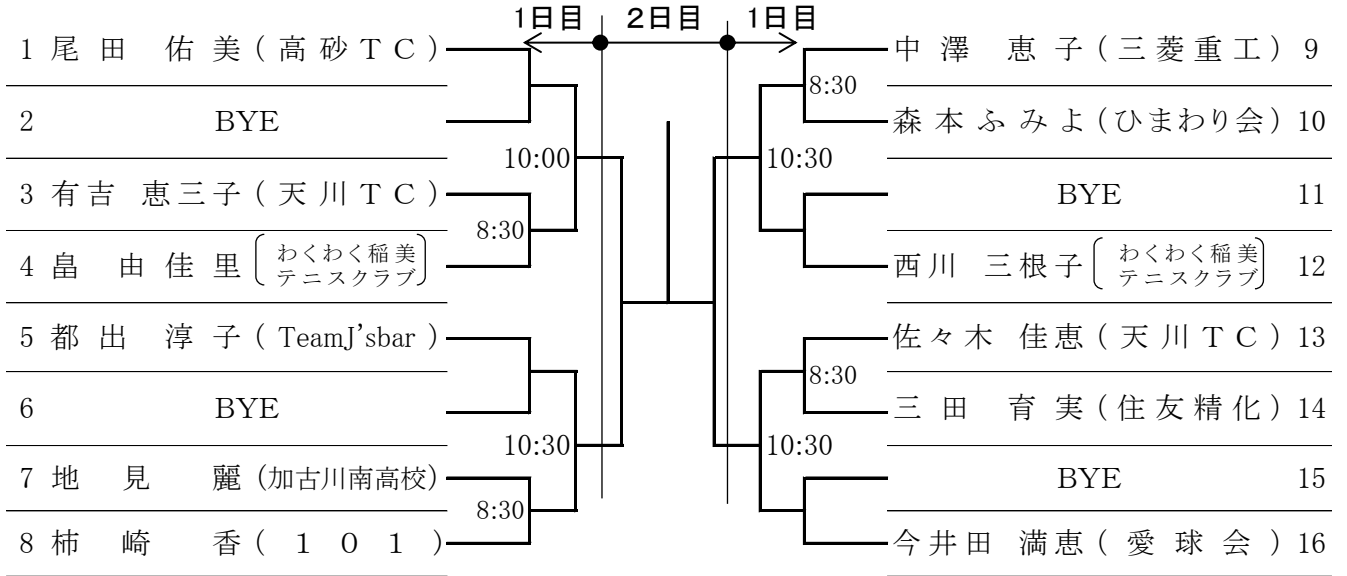 1日目 2日目 1日目
1 尾田 佑美(高砂TC)
2 BYE
10:00
3 有吉 恵三子(天川TC)
8:30
4 畠 由佳里(わくわく稲美
テニスクラブ)
5 都出 淳子(TeamJ'sbar)
6 BYE
10:30
7 地見 麗(加古川南高校)
8:30
8 柿崎 香(101)
中澤 恵子(三菱重工) 9
8:30
森本ふみよ(ひまわり会) 10
10:30
BYE 11
西川 三根子(わくわく稲美
テニスクラブ) 12
佐々木 佳恵(天川TC) 13
8:30
三田 育実(住友精化) 14
10:30
BYE 15
今井田 満恵(愛球会) 16